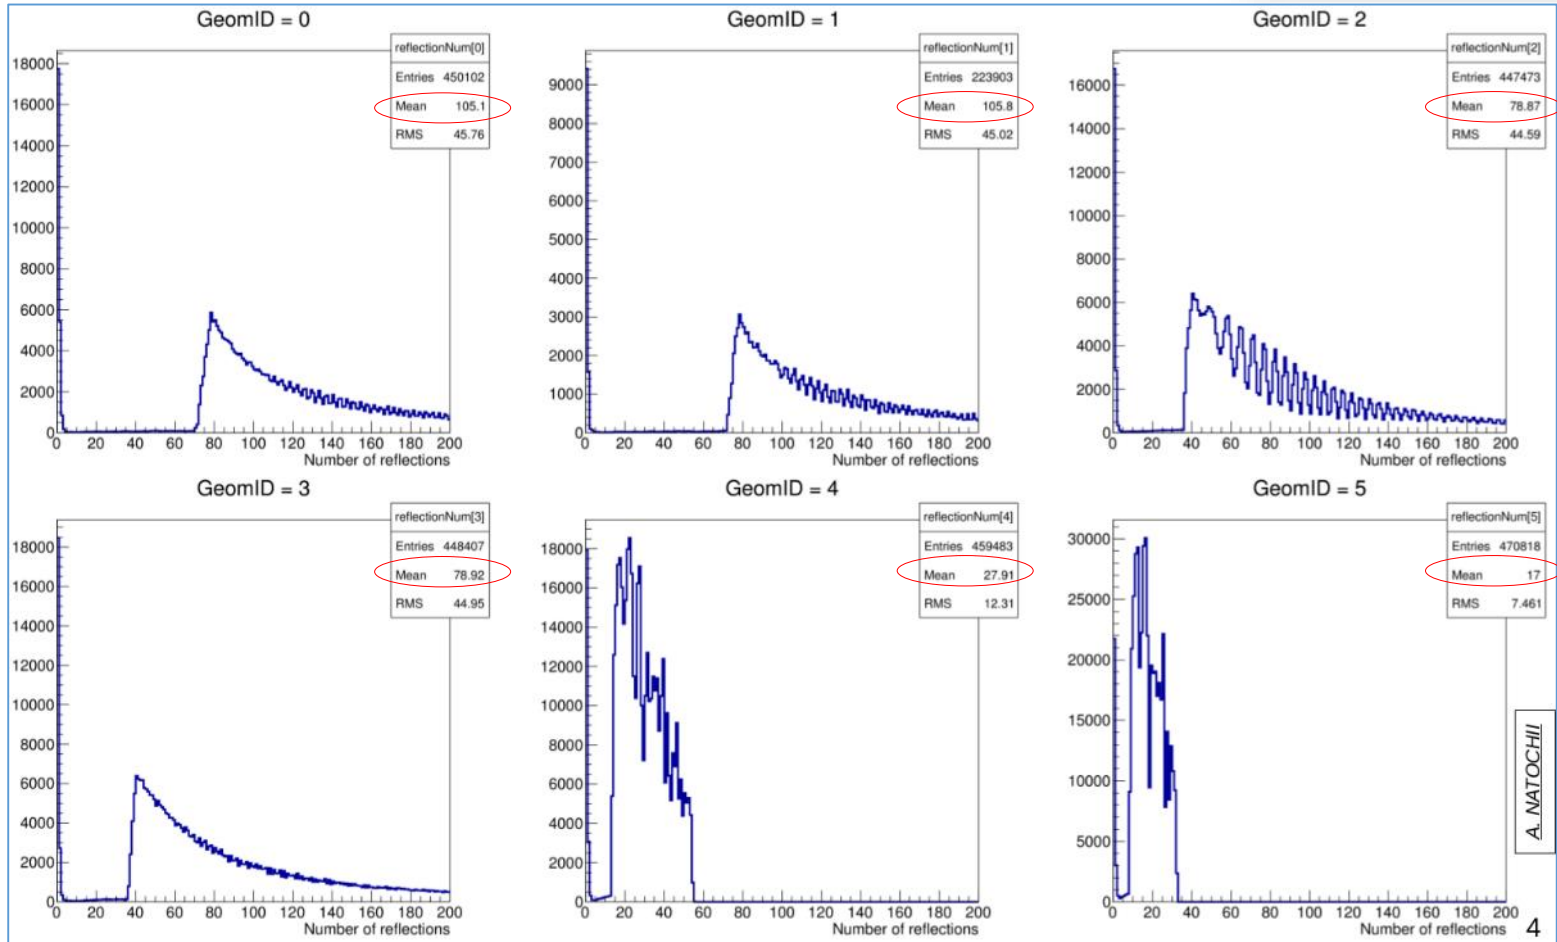 GeomID = 0
reflectionNum[0]
Entries 450102
Mean 105.1
RMS 45.76
18000
16000
14000
12000
10000
8000
6000
4000
2000
0
0 20 40 60 80 100 120 140 160 180 200
Number of reflections
GeomID = 1
reflectionNum[1]
Entries 223903
Mean 105.8
RMS 45.02
9000
8000
7000
6000
5000
4000
3000
2000
1000
0
0 20 40 60 80 100 120 140 160 180 200
Number of reflections
GeomID = 2
reflectionNum[2]
Entries 447473
Mean 78.87
RMS 44.59
16000
14000
12000
10000
8000
6000
4000
2000
0
0 20 40 60 80 100 120 140 160 180 200
Number of reflections
GeomID = 3
reflectionNum[3]
Entries 448407
Mean 78.92
RMS 44.95
18000
16000
14000
12000
10000
8000
6000
4000
2000
0
0 20 40 60 80 100 120 140 160 180 200
Number of reflections
GeomID = 4
reflectionNum[4]
Entries 459483
Mean 27.91
RMS 12.31
18000
16000
14000
12000
10000
8000
6000
4000
2000
0
0 20 40 60 80 100 120 140 160 180 200
Number of reflections
GeomID = 5
reflectionNum[5]
Entries 470818
Mean 17
RMS 7.461
30000
25000
20000
15000
10000
5000
0
0 20 40 60 80 100 120 140 160 180 200
Number of reflections
A. NATOCHII
4